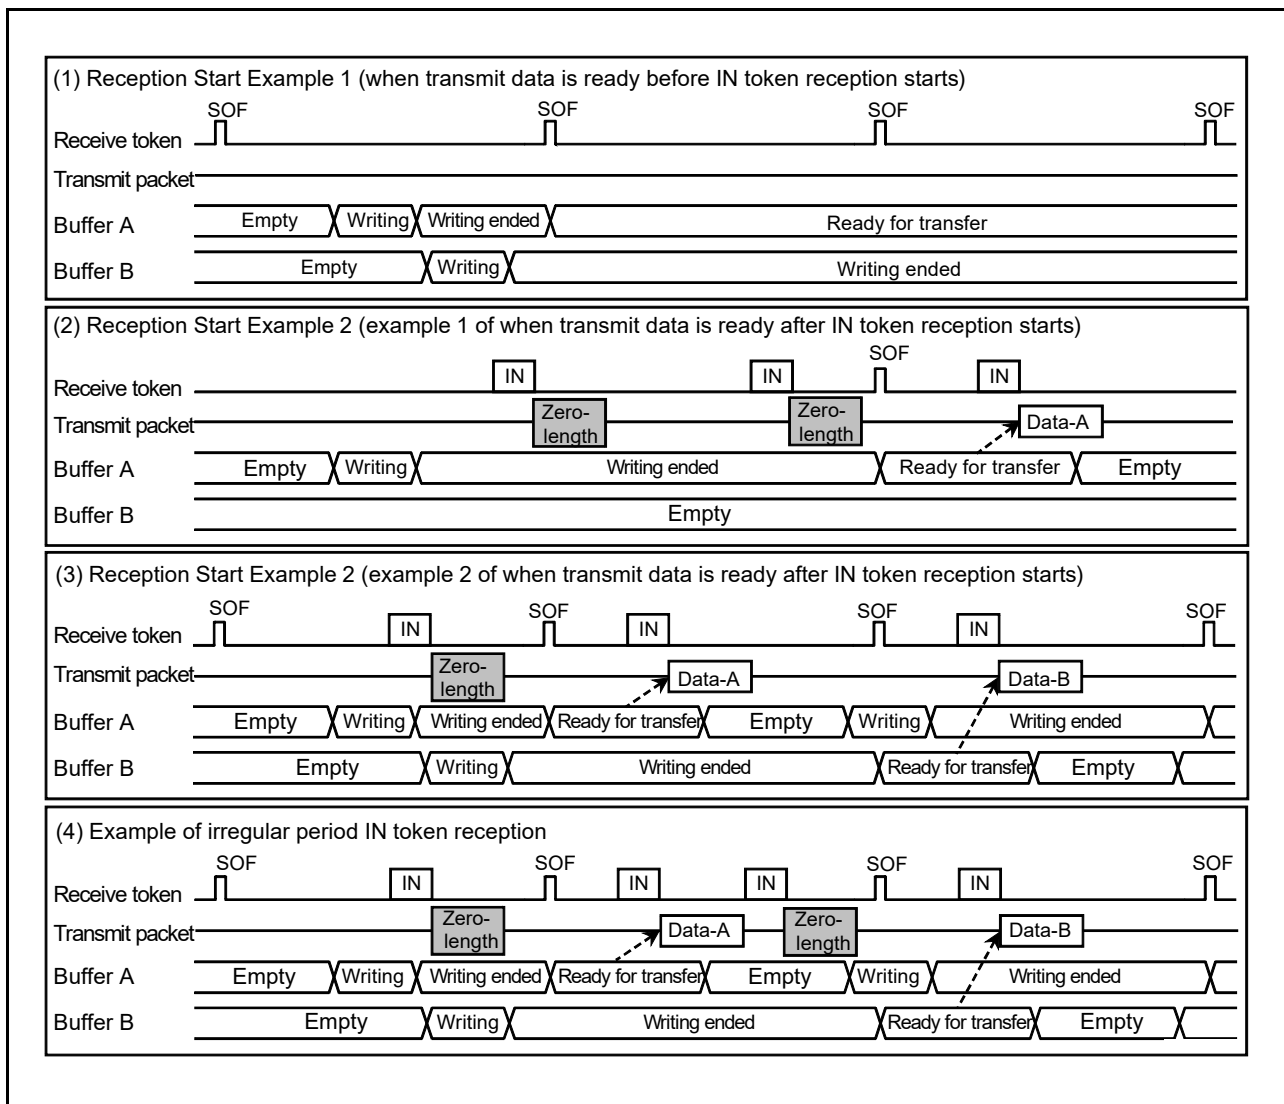 (1) Reception Start Example 1 (when transmit data is ready before IN token reception starts)
SOF SOF SOF SOF
Receive token
Transmit packet
Buffer A Empty Writing Writing ended Ready for transfer
Buffer B Empty Writing Writing ended
(2) Reception Start Example 2 (example 1 of when transmit data is ready after IN token reception starts)
SOF
Receive token IN IN IN
Transmit packet Zero-length Zero-length Data-A
Buffer A Empty Writing Writing ended Ready for transfer Empty
Buffer B Empty
(3) Reception Start Example 2 (example 2 of when transmit data is ready after IN token reception starts)
SOF SOF SOF SOF
Receive token IN IN IN
Transmit packet Zero-length Data-A Data-B
Buffer A Empty Writing Writing ended Ready for transfer Empty Writing Writing ended
Buffer B Empty Writing Writing ended Ready for transfer Empty
(4) Example of irregular period IN token reception
SOF SOF SOF SOF
Receive token IN IN IN IN
Transmit packet Zero-length Data-A Zero-length Data-B
Buffer A Empty Writing Writing ended Ready for transfer Empty Writing Writing ended
Buffer B Empty Writing Writing ended Ready for transfer Empty